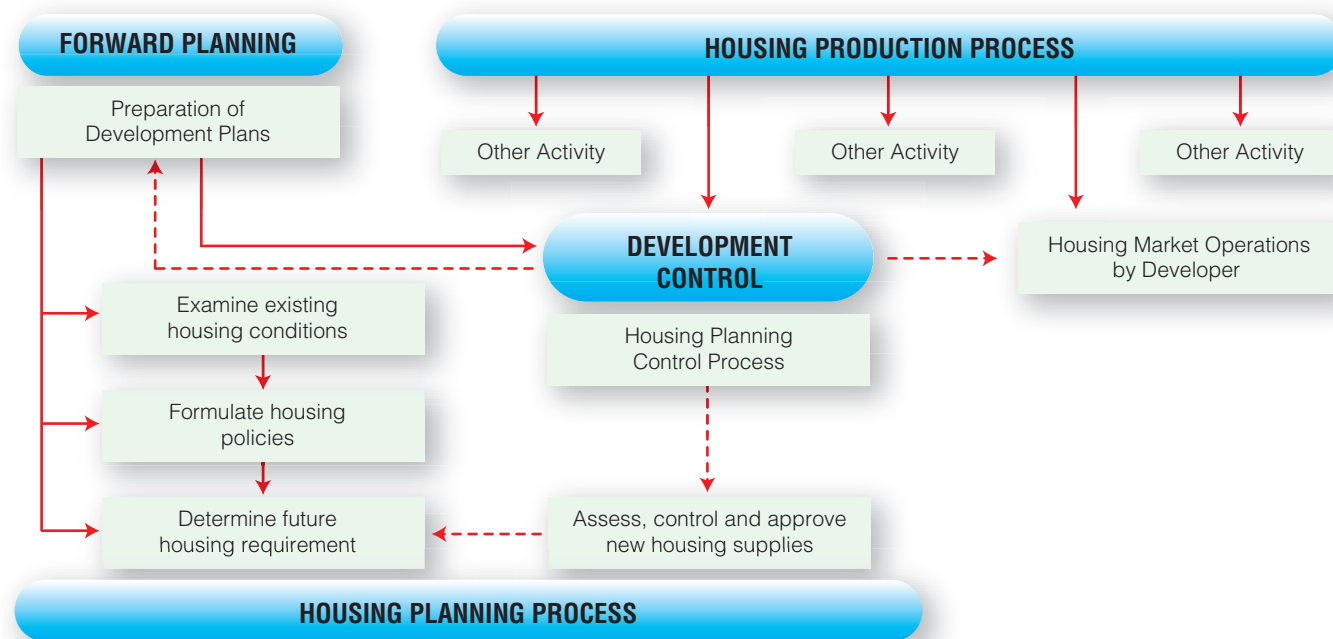 FORWARD PLANNING
HOUSING PRODUCTION PROCESS
Preparation of
Development Plans
Other Activity
Other Activity
Other Activity
DEVELOPMENT
CONTROL
Housing Market Operations
by Developer
Examine existing
housing conditions
Housing Planning
Control Process
Formulate housing
policies
Determine future
housing requirement
Assess, control and approve
new housing supplies
HOUSING PLANNING PROCESS